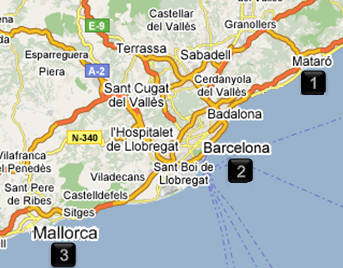 Castellar
del Vallès
Granollers
E-9
Terrassa
Sabadell
Esparreguera
Mataró
A-2
Piera
Cerdanyola
del Vallès
1
Sant Cugat
del Vallès
Badalona
N-340
l'Hospitalet
de Llobregat
Barcelona
Vilafranca
el Penedès
Sant Boi de
Llobregat
2
Viladecans
Sant Pere
de Ribes
Castelldefels
Sitges
Mallorca
3